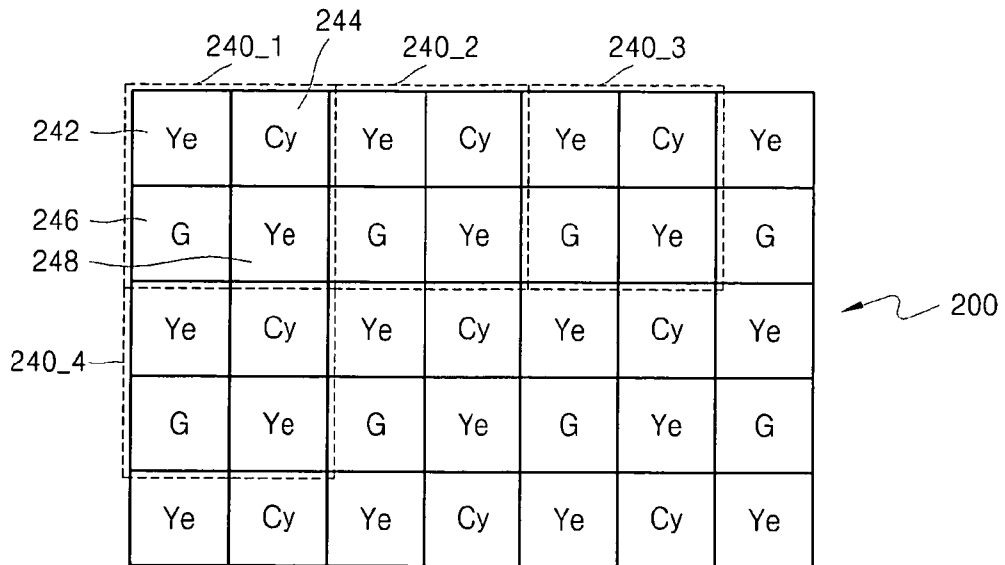 244
240_1 240_2 240_3
242 Ye Cy Ye Cy Ye Cy Ye
246 G Ye G Ye G Ye G
248
Ye Cy Ye Cy Ye Cy Ye
200
240_4
G Ye G Ye G Ye G
Ye Cy Ye Cy Ye Cy Ye